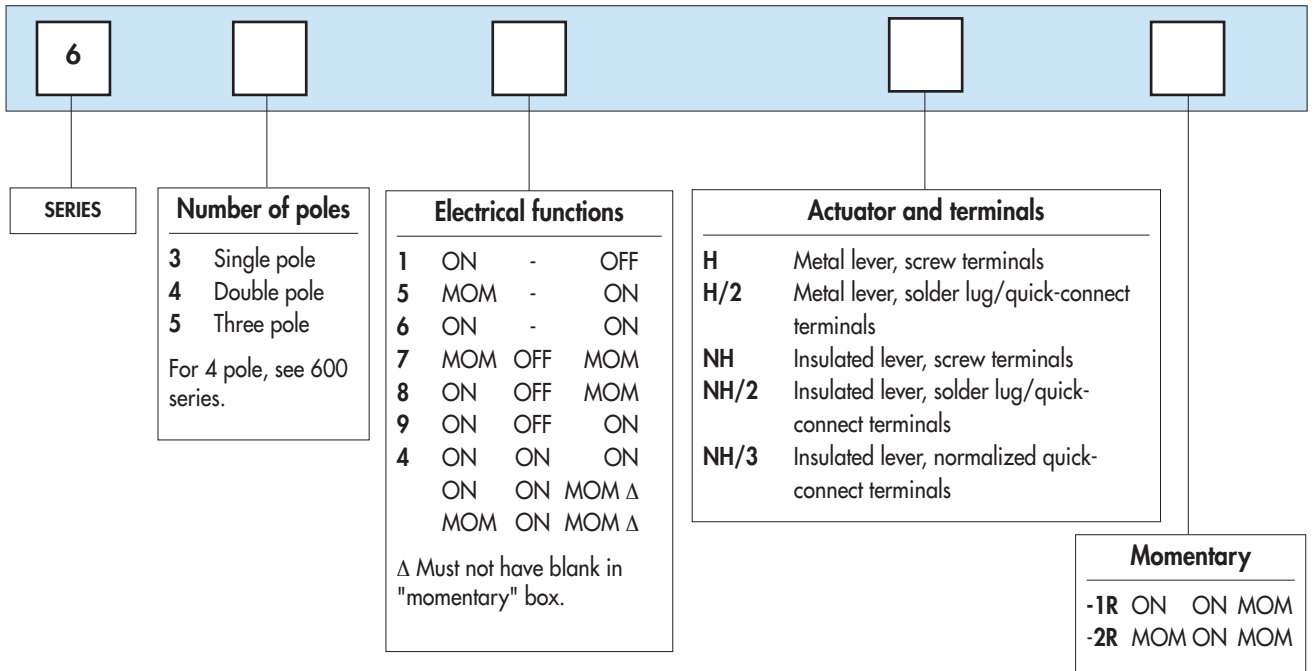 6
SERIES
Number of poles
3 Single pole
4 Double pole
5 Three pole
For 4 pole, see 600
series.
Electrical functions
1 ON - OFF
5 MOM - ON
6 ON - ON
7 MOM OFF MOM
8 ON OFF MOM
9 ON OFF ON
4 ON ON ON
ON ON MOM Δ
MOM ON MOM Δ
Δ Must not have blank in
"momentary" box.
Actuator and terminals
H Metal lever, screw terminals
H/2 Metal lever, solder lug/quick-connect
terminals
NH Insulated lever, screw terminals
NH/2 Insulated lever, solder lug/quick-
connect terminals
NH/3 Insulated lever, normalized quick-
connect terminals
Momentary
-1R ON ON MOM
-2R MOM ON MOM